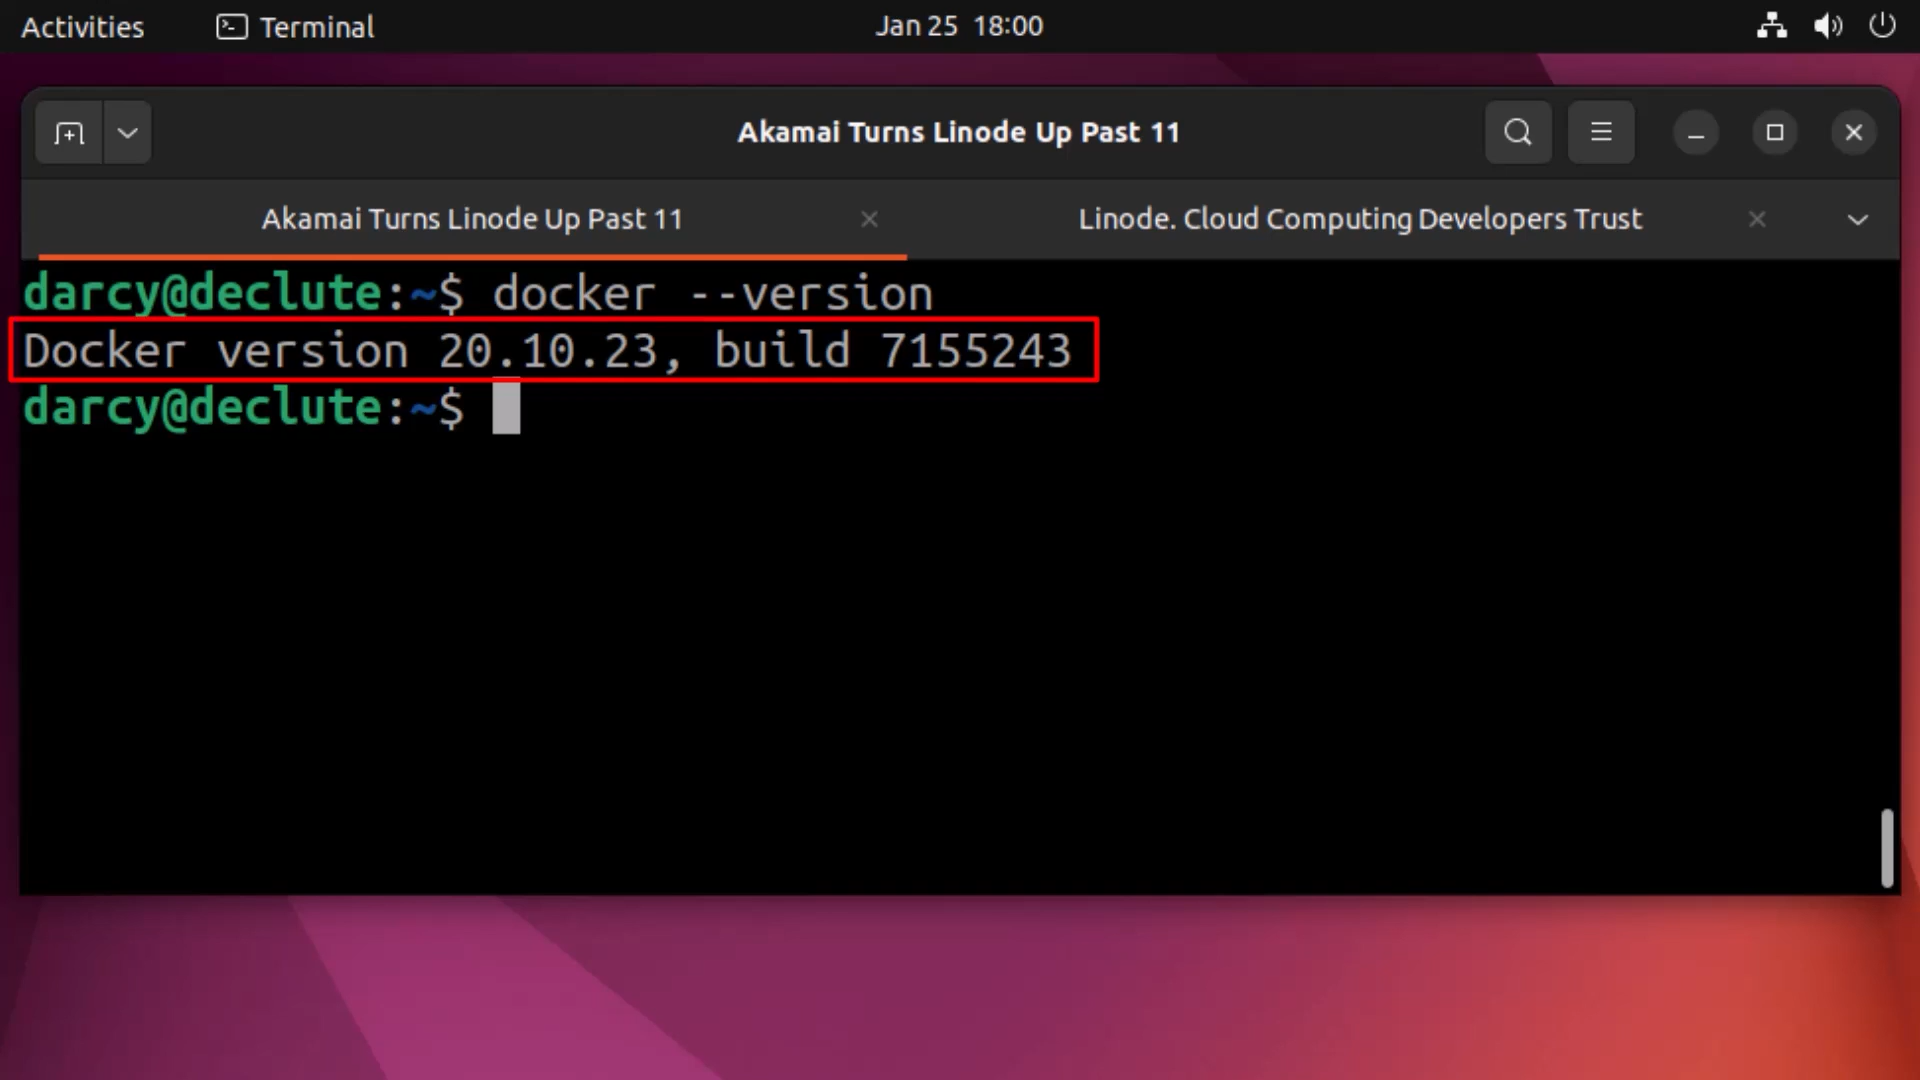 Activities Terminal Jan 25 18:00
Akamai Turns Linode Up Past 11
Akamai Turns Linode Up Past 11 Linode. Cloud Computing Developers Trust
darcy@declute:~$ docker --version
Docker version 20.10.23, build 7155243
darcy@declute:~$